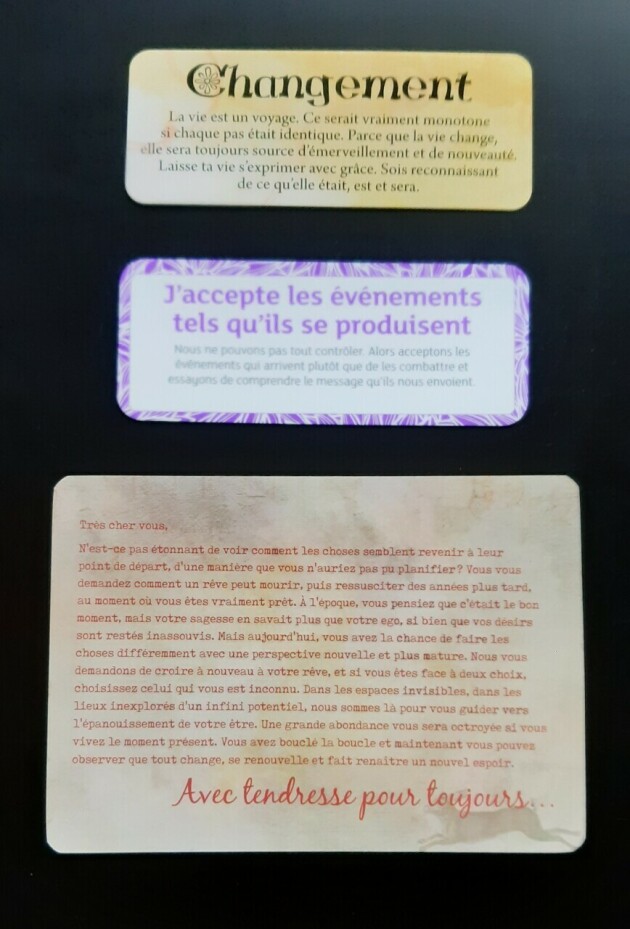 Changement
La vie est un voyage. Ce serait vraiment monotone
si chaque pas était identique. Parce que la vie change,
elle sera toujours source d'émerveillement et de nouveauté.
Laisse ta vie s'exprimer avec grâce. Sois reconnaissant
de ce qu'elle était, est et sera.
J'accepte les événements
tels qu'ils se produisent
Nous ne pouvons pas tout contrôler. Alors acceptons les
événements qui arrivent plutôt que de les combattre et
essayons de comprendre le message qu'ils nous envoient.
Très cher vous,
N'est-ce pas étonnant de voir comment les choses semblent revenir à leur
point de départ, d'une manière que vous n'auriez pas pu planifier? Vous vous
demandez comment un rêve peut mourir, puis ressusciter des années plus tard,
au moment où vous êtes vraiment prêt. À l'époque, vous pensiez que c'était le bon
moment, mais votre sagesse en savait plus que votre ego, si bien que vos désirs
sont restés inassouvis. Mais aujourd'hui, vous avez la chance de faire les
choses différemment avec une perspective nouvelle et plus mature. Nous vous
demandons de croire à nouveau à votre rêve, et si vous êtes face à deux choix,
choisissez celui qui vous est inconnu. Dans les espaces invisibles, dans les
lieux inexplorés d'un infini potentiel, nous sommes là pour vous guider vers
l'épanouissement de votre être. Une grande abondance vous sera octroyée si vous
vivez le moment présent. Vous avez bouclé la boucle et maintenant vous pouvez
observer que tout change, se renouvelle et fait renaître un nouvel espoir.
Avec tendresse pour toujours...